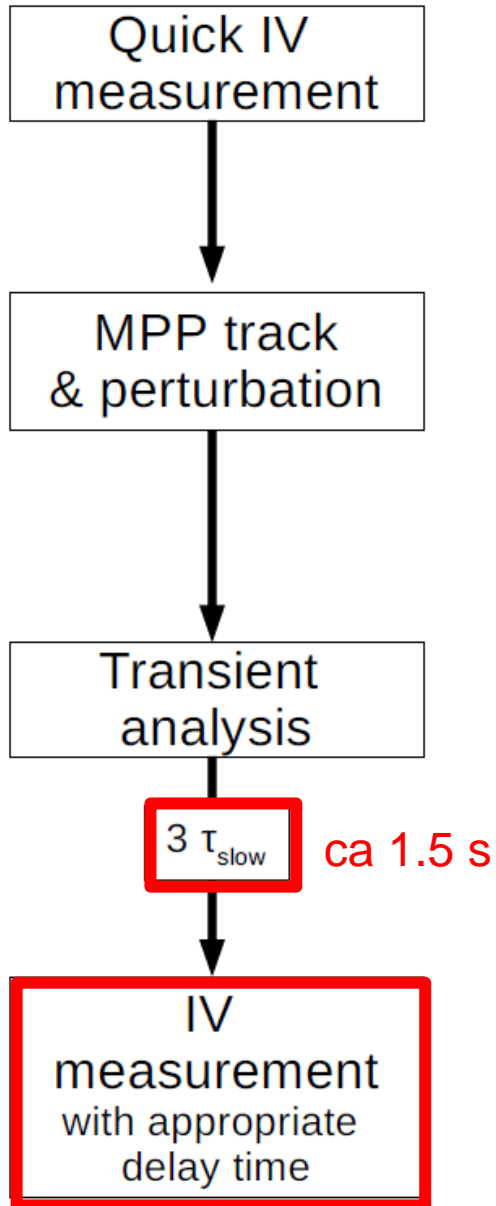 Quick IV
measurement
MPP track
& perturbation
Transient
analysis
3 τslow
ca 1.5 s
IV
measurement
with appropriate
delay time